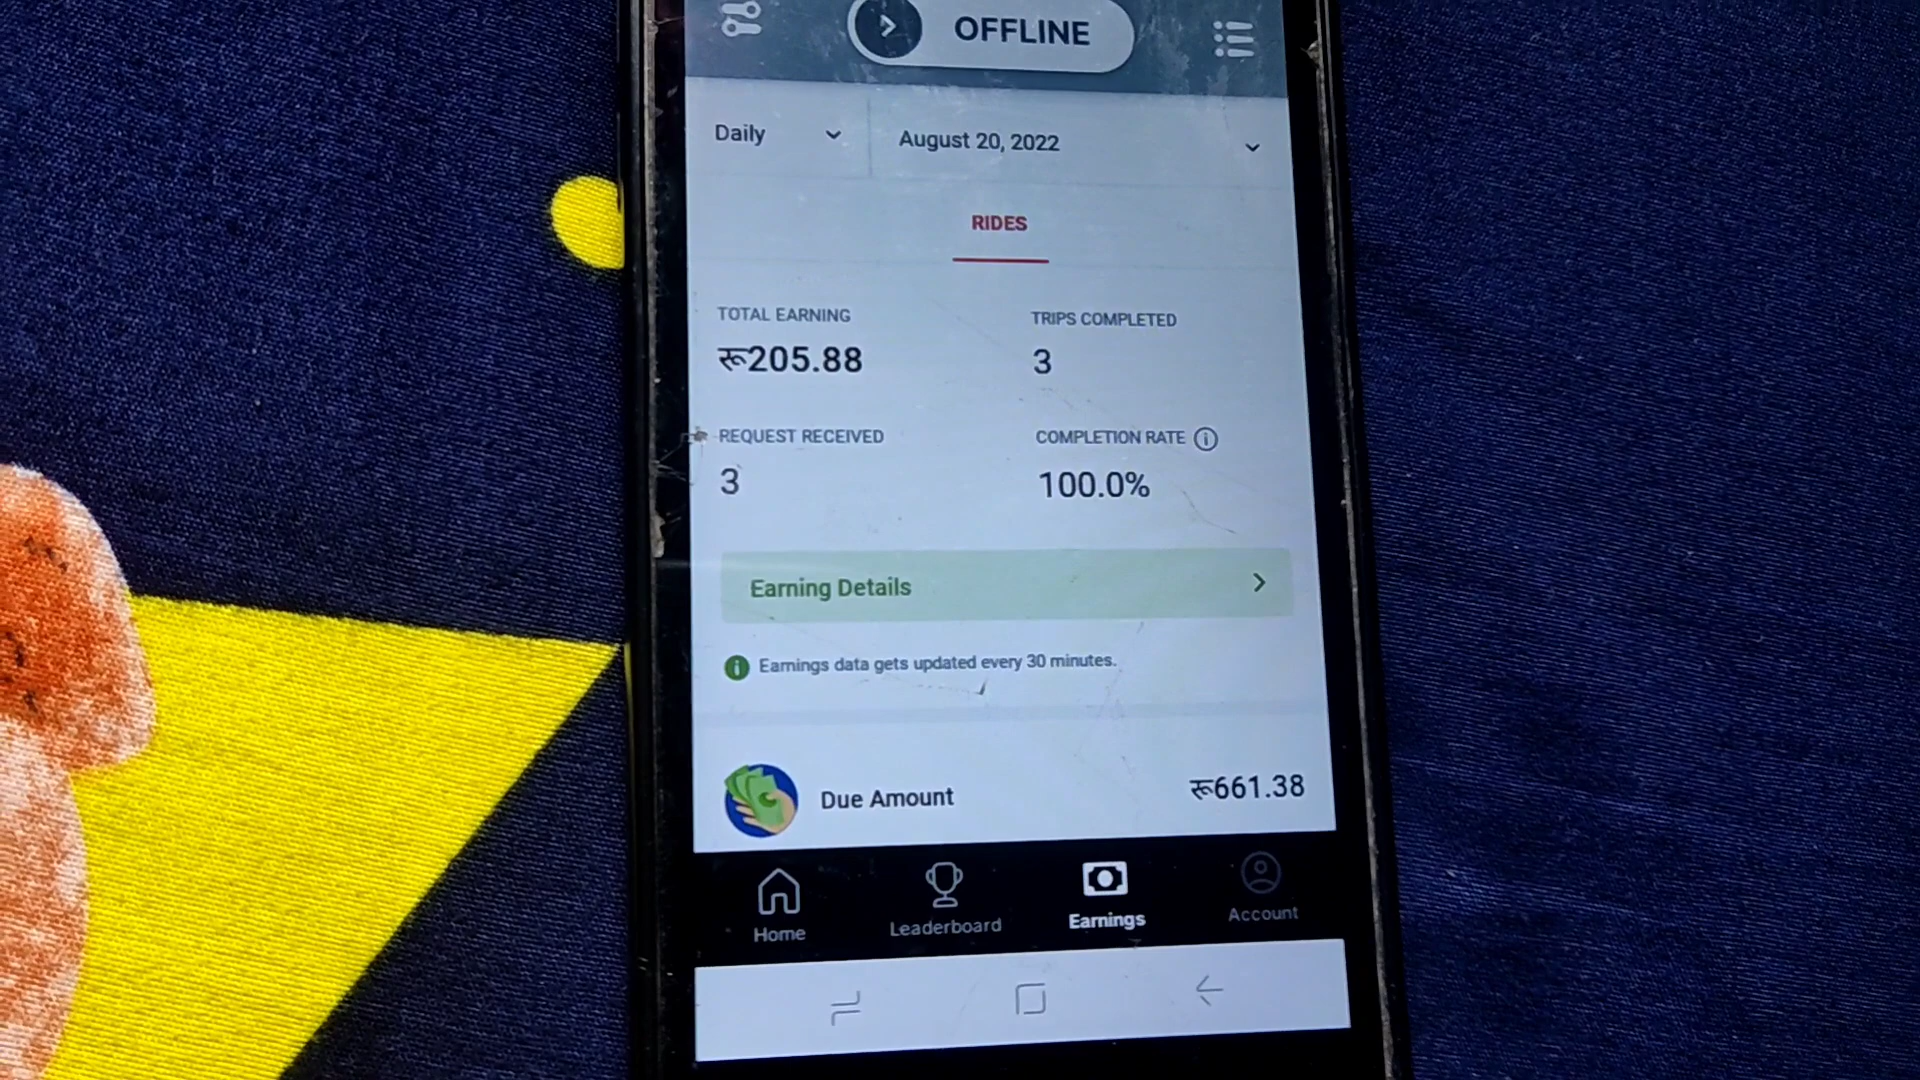 OFFLINE
Daily
August 20, 2022
RIDES
TOTAL EARNING
TRIPS COMPLETED
रू205.88
3
REQUEST RECEIVED
COMPLETION RATE
3
100.0%
Earning Details
Earnings data gets updated every 30 minutes.
Due Amount
रू661.38
Home
Leaderboard
Earnings
Account